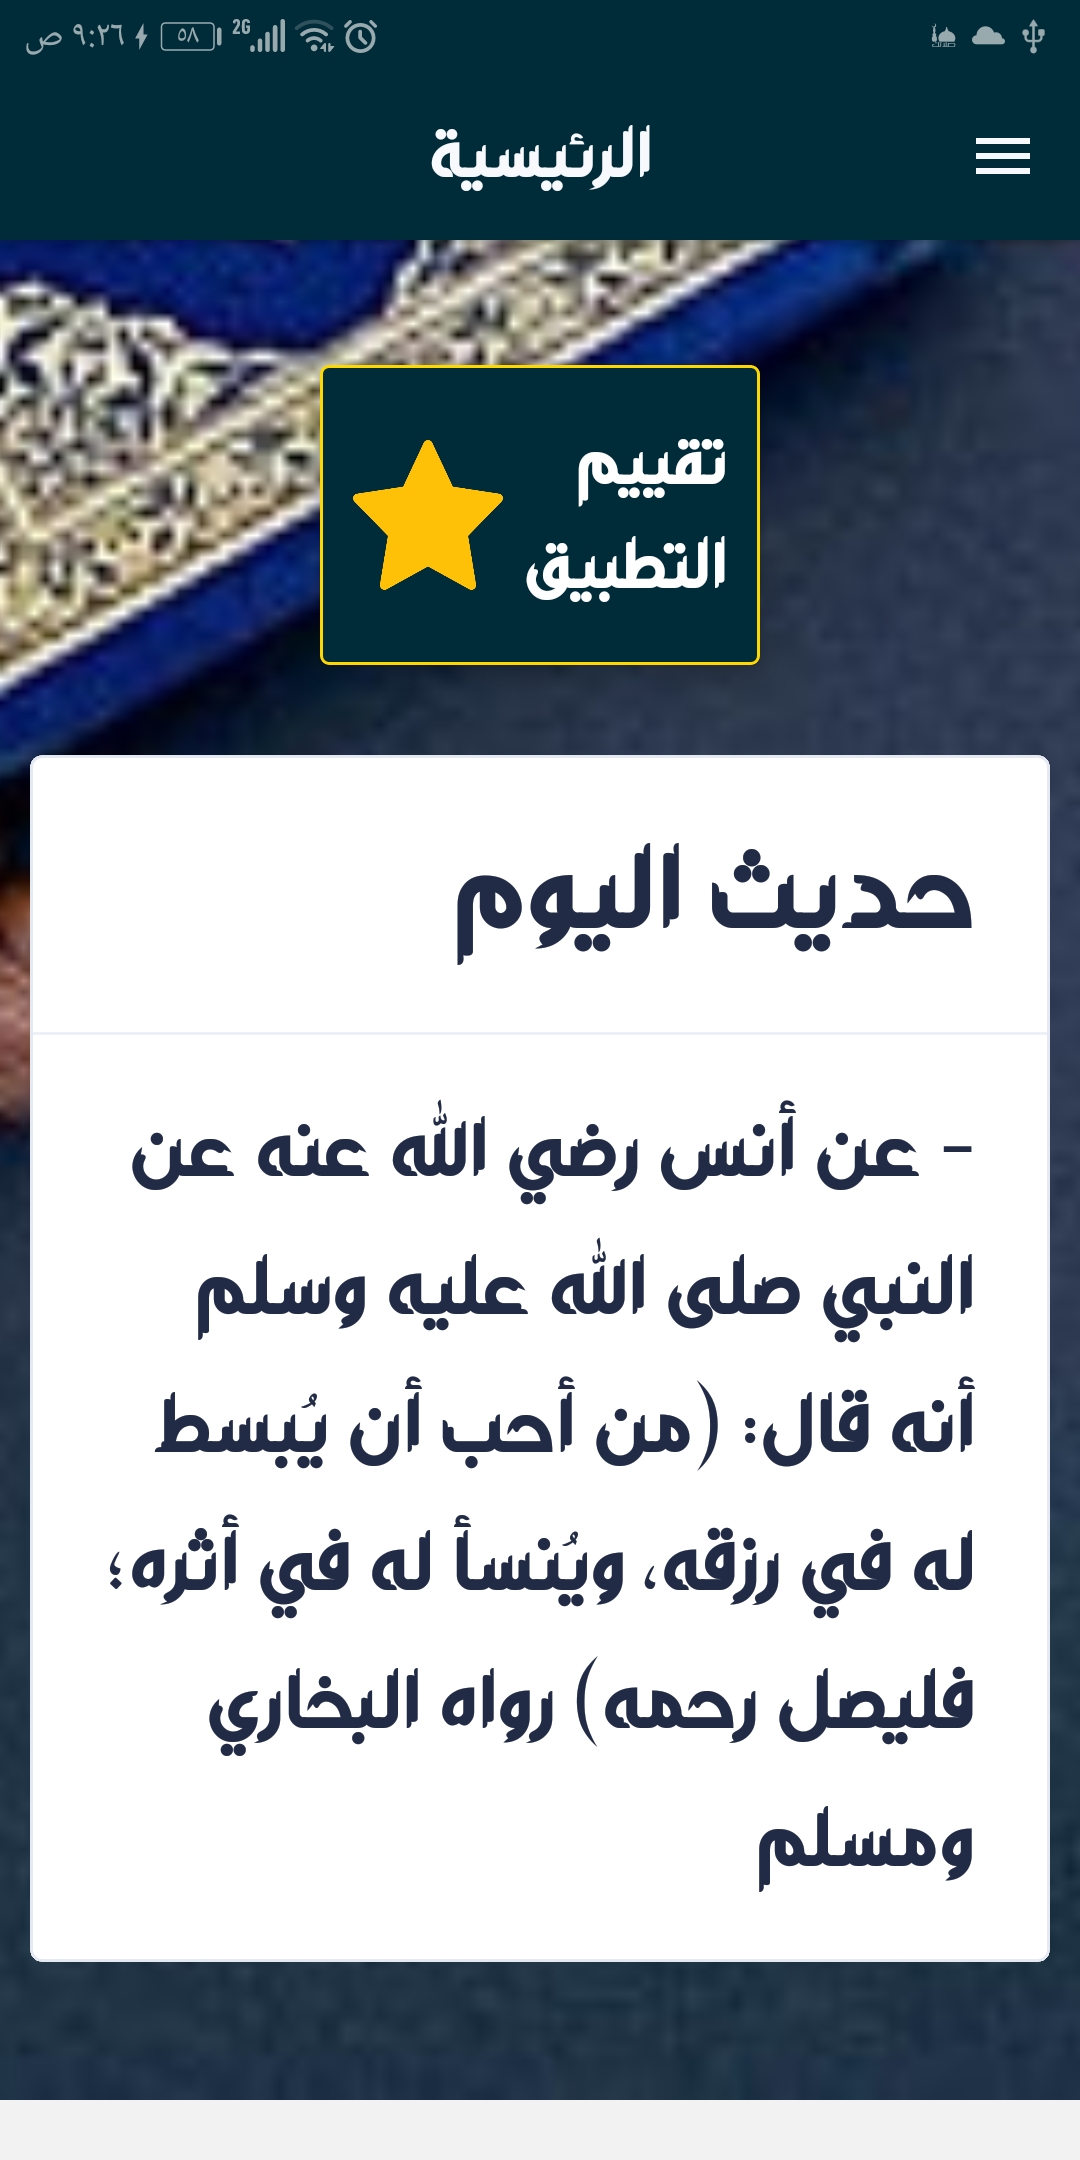 ٩:٢٦ ص
٥٨
2G
الرئيسية
تقييم
التطبيق
حديث اليوم
- عن أنس رضي الله عنه عن
النبي صلى الله عليه وسلم
أنه قال: (من أحب أن يُبسط
له في رزقه، ويُنسأ له في أثره؛
فليصل رحمه) رواه البخاري
ومسلم